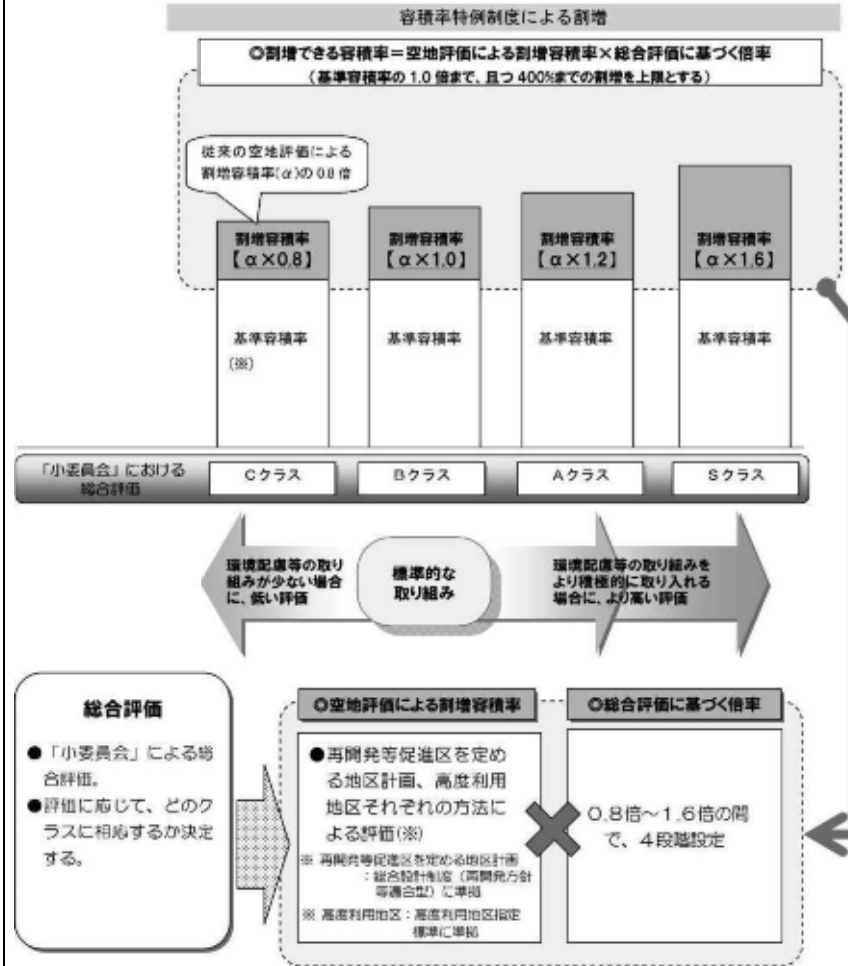 容積率特例制度による割増
◎割増できる容積率＝空地評価による割増容積率×総合評価に基づく倍率
（基準容積率の1.0倍まで、且つ400%までの割増を上限とする）
従来の空地評価による
割増容積率(α)の0.8倍
割増容積率
【α×0.8】
割増容積率
【α×1.0】
割増容積率
【α×1.2】
割増容積率
【α×1.6】
基準容積率
（※）
基準容積率
基準容積率
基準容積率
「小委員会」における
総合評価
Cクラス
Bクラス
Aクラス
Sクラス
環境配慮等の取り
組みが少ない場合
に、低い評価
標準的な
取り組み
環境配慮等の取り組みを
より積極的に取り入れる
場合に、より高い評価
総合評価
●「小委員会」による総
合評価。
●評価に応じて、どのク
ラスに相応するか決定
する。
◎空地評価による割増容積率
●再開発等促進区を定め
る地区計画、高度利用
地区それぞれの方法に
よる評価(※)
※ 再開発等促進区を定める地区計画
：総合設計制度（再開発方針
等適合型）に準拠
※ 高度利用地区：高度利用地区指定
標準に準拠
◎総合評価に基づく倍率
0.8倍～1.6倍の間
で、４段階設定